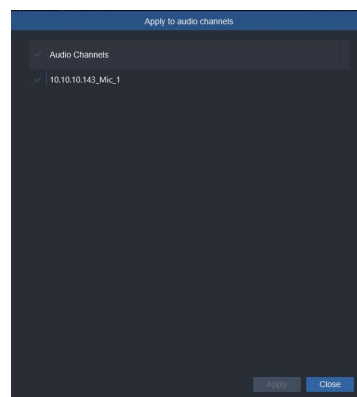 Apply to audio channels
Audio Channels
10.10.10.143_Mic_1
Apply
Close